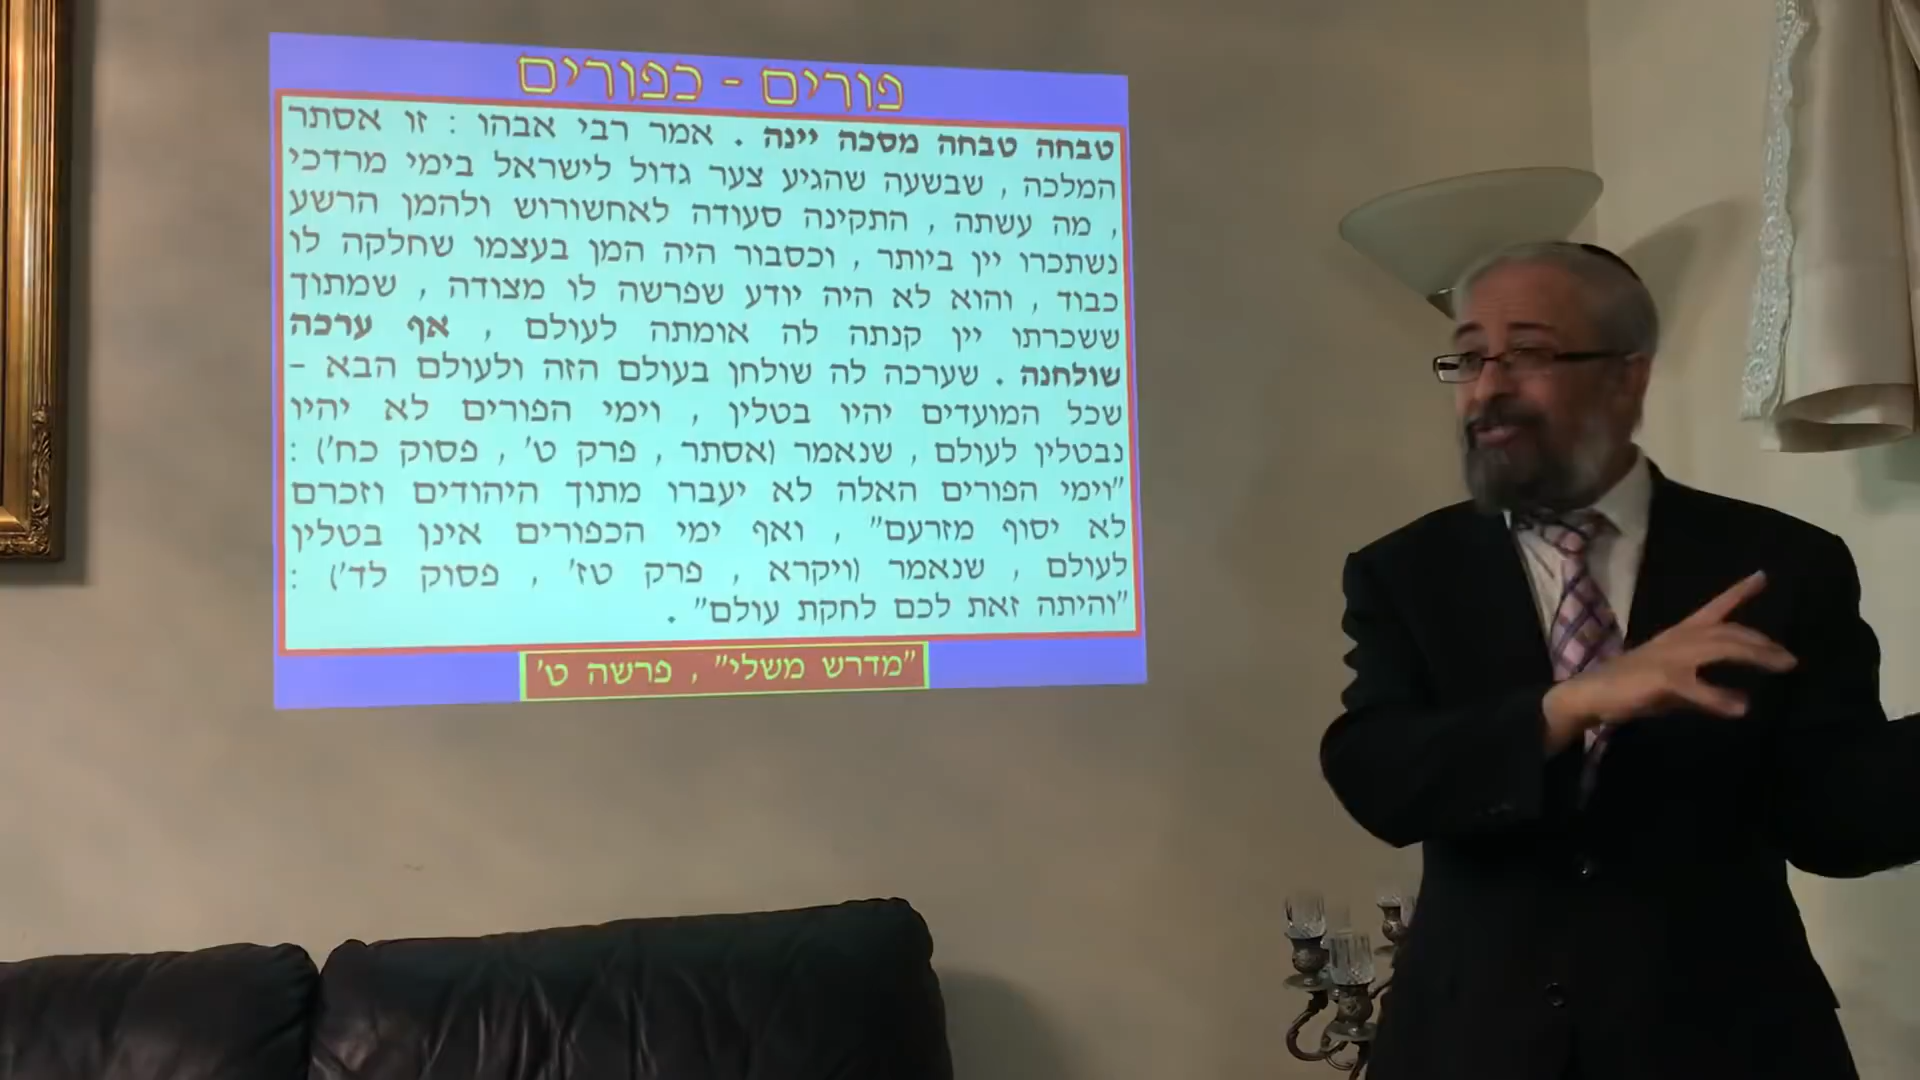 פורים - כפורים
טבחה טבחה מסכה יינה . אמר רבי אבהו : זו אסתר
המלכה , שבשעה שהגיע צער גדול לישראל בימי מרדכי
, מה עשתה , התקינה סעודה לאחשורוש ולהמן הרשע
נשתכרו יין ביותר , וכסבור היה המן בעצמו שחלקה לו
כבוד , והוא לא היה יודע שפרשה לו מצודה , שמתוך
ששכרתו יין קנתה לה אומתה לעולם , אף ערכה
שולחנה . שערכה לה שולחן בעולם הזה ולעולם הבא -
שכל המועדים יהיו בטלין , וימי הפורים לא יהיו
נבטלין לעולם , שנאמר (אסתר , פרק ט' , פסוק כח') :
"וימי הפורים האלה לא יעברו מתוך היהודים וזכרם
לא יסוף מזרעם" , ואף ימי הכפורים אינן בטלין
לעולם , שנאמר (ויקרא , פרק טז' , פסוק לד') :
"והיתה זאת לכם לחקת עולם" .
"מדרש משלי" , פרשה ט'